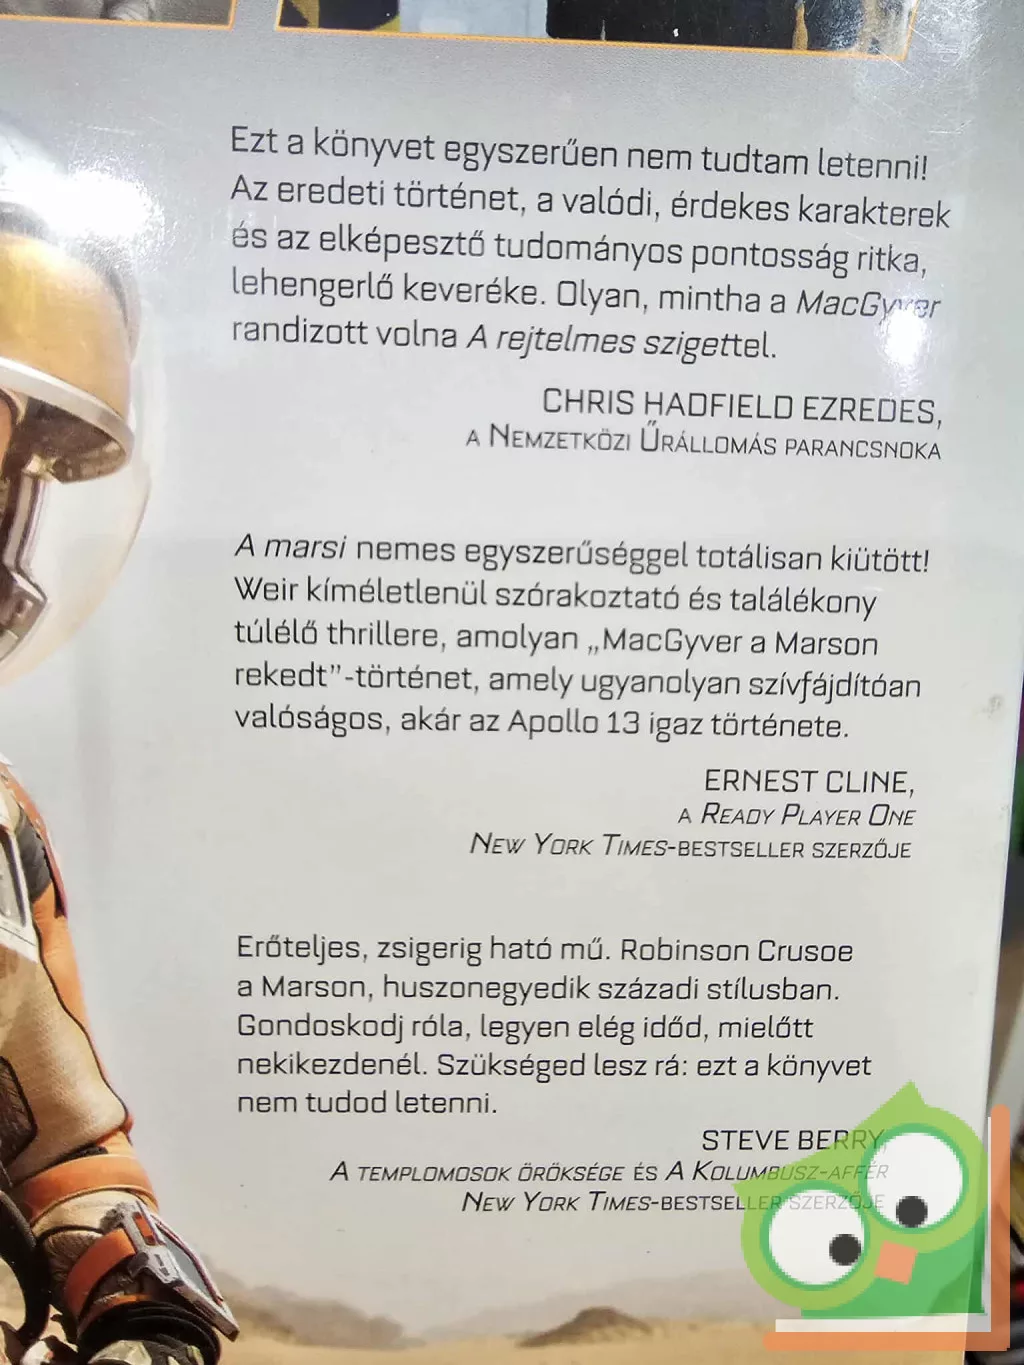 Ezt a könyvet egyszerűen nem tudtam letenni!
Az eredeti történet, a valódi, érdekes karakterek
és az elképesztő tudományos pontosság ritka,
lehengerlő keveréke. Olyan, mintha a MacGyver
randizott volna A rejtelmes szigettel.
CHRIS HADFIELD EZREDES,
A NEMZETKÖZI ŰRÁLLOMÁS PARANCSNOKA
A marsi nemes egyszerűséggel totálisan kiütött!
Weir kíméletlenül szórakoztató és találékony
túlélő thrillere, amolyan „MacGyver a Marson
rekedt”-történet, amely ugyanolyan szívfájdítóan
valóságos, akár az Apollo 13 igaz története.
ERNEST CLINE,
A READY PLAYER ONE
NEW YORK TIMES-BESTSELLER SZERZŐJE
Erőteljes, zsigerig ható mű. Robinson Crusoe
a Marson, huszonegyedik századi stílusban.
Gondoskodj róla, legyen elég időd, mielőtt
nekikezdenél. Szükséged lesz rá: ezt a könyvet
nem tudod letenni.
STEVE BERRY,
A TEMPLOMOSOK ÖRÖKSÉGE ÉS A KOLUMBUSZ-AFFÉR
NEW YORK TIMES-BESTSELLER SZERZŐJE